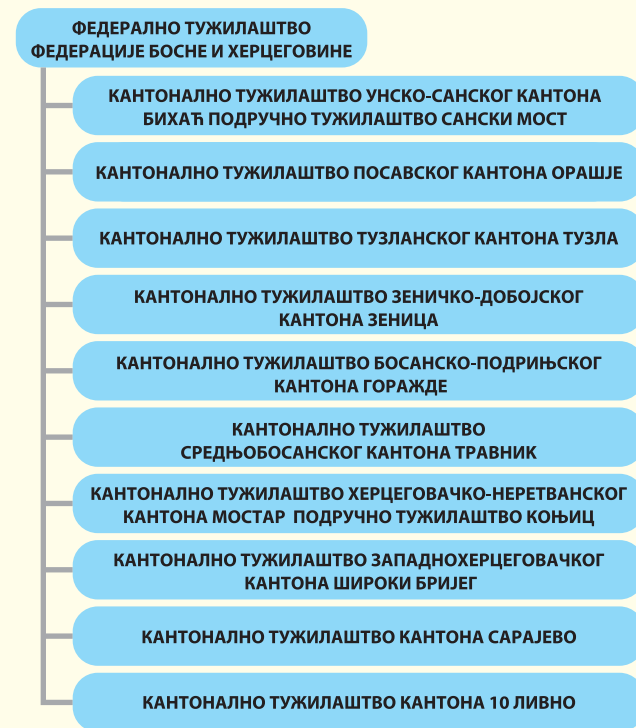 ФЕДЕРАЛНО ТУЖИЛАШТВО
ФЕДЕРАЦИЈЕ БОСНЕ И ХЕРЦЕГОВИНЕ
КАНТОНАЛНО ТУЖИЛАШТВО УНСКО-САНСКОГ КАНТОНА
БИХАЋ ПОДРУЧНО ТУЖИЛАШТВО САНСКИ МОСТ
КАНТОНАЛНО ТУЖИЛАШТВО ПОСАВСКОГ КАНТОНА ОРАШЈЕ
КАНТОНАЛНО ТУЖИЛАШТВО ТУЗЛАНСКОГ КАНТОНА ТУЗЛА
КАНТОНАЛНО ТУЖИЛАШТВО ЗЕНИЧКО-ДОБОЈСКОГ
КАНТОНА ЗЕНИЦА
КАНТОНАЛНО ТУЖИЛАШТВО БОСАНСКО-ПОДРИЊСКОГ
КАНТОНА ГОРАЖДЕ
КАНТОНАЛНО ТУЖИЛАШТВО
СРЕДЊОБОСАНСКОГ КАНТОНА ТРАВНИК
КАНТОНАЛНО ТУЖИЛАШТВО ХЕРЦЕГОВАЧКО-НЕРЕТВАНСКОГ
КАНТОНА МОСТАР ПОДРУЧНО ТУЖИЛАШТВО КОЊИЦ
КАНТОНАЛНО ТУЖИЛАШТВО ЗАПАДНОХЕРЦЕГОВАЧКОГ
КАНТОНА ШИРОКИ БРИЈЕГ
КАНТОНАЛНО ТУЖИЛАШТВО КАНТОНА САРАЈЕВО
КАНТОНАЛНО ТУЖИЛАШТВО КАНТОНА 10 ЛИВНО